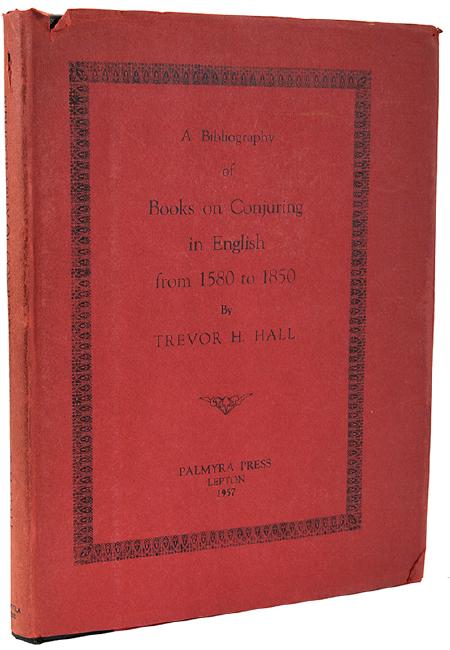 A Bibliography
of
Books on Conjuring
in English
from 1580 to 1850
By
TREVOR H. HALL
PALMYRA PRESS
LEPTON
1957